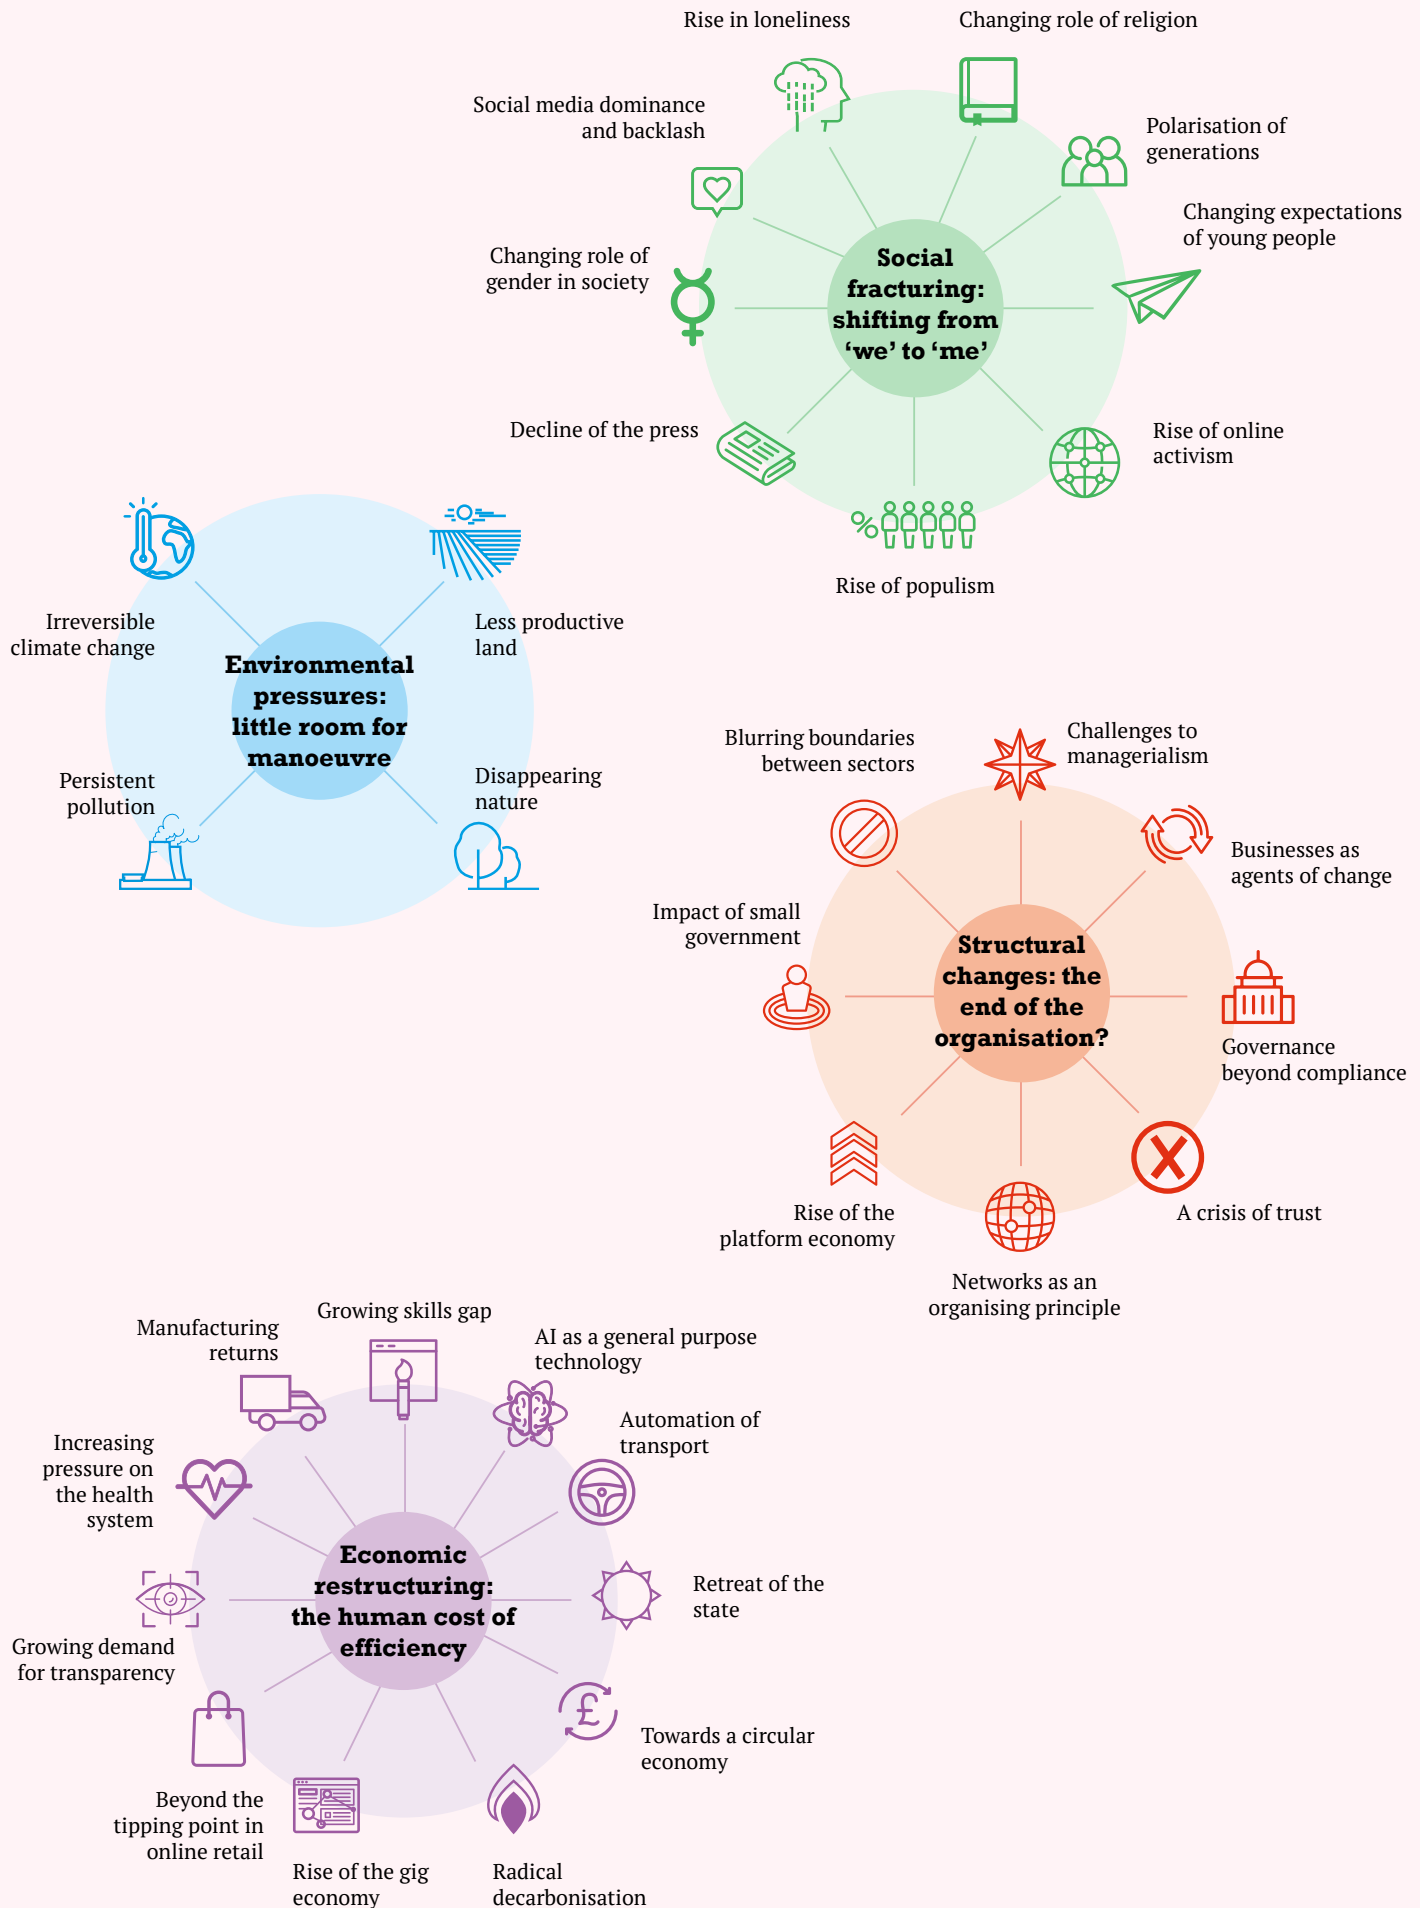 Rise in loneliness
Changing role of religion
Social media dominance
and backlash
Polarisation of
generations
Changing expectations
of young people
Changing role of
gender in society
Social
fracturing:
shifting from
‘we’ to ‘me’
Decline of the press
Rise of online
activism
Rise of populism
Irreversible
climate change
Less productive
land
Environmental
pressures:
little room for
manoeuvre
Persistent
pollution
Disappearing
nature
Blurring boundaries
between sectors
Challenges to
managerialism
Businesses as
agents of change
Impact of small
government
Structural
changes: the
end of the
organisation?
Governance
beyond compliance
Rise of the
platform economy
A crisis of trust
Networks as an
organising principle
Growing skills gap
Manufacturing
returns
AI as a general purpose
technology
Automation of
transport
Increasing
pressure on
the health
system
Economic
restructuring:
the human cost of
efficiency
Retreat of the
state
Growing demand
for transparency
Towards a circular
economy
Beyond the
tipping point in
online retail
Rise of the gig
economy
Radical
decarbonisation